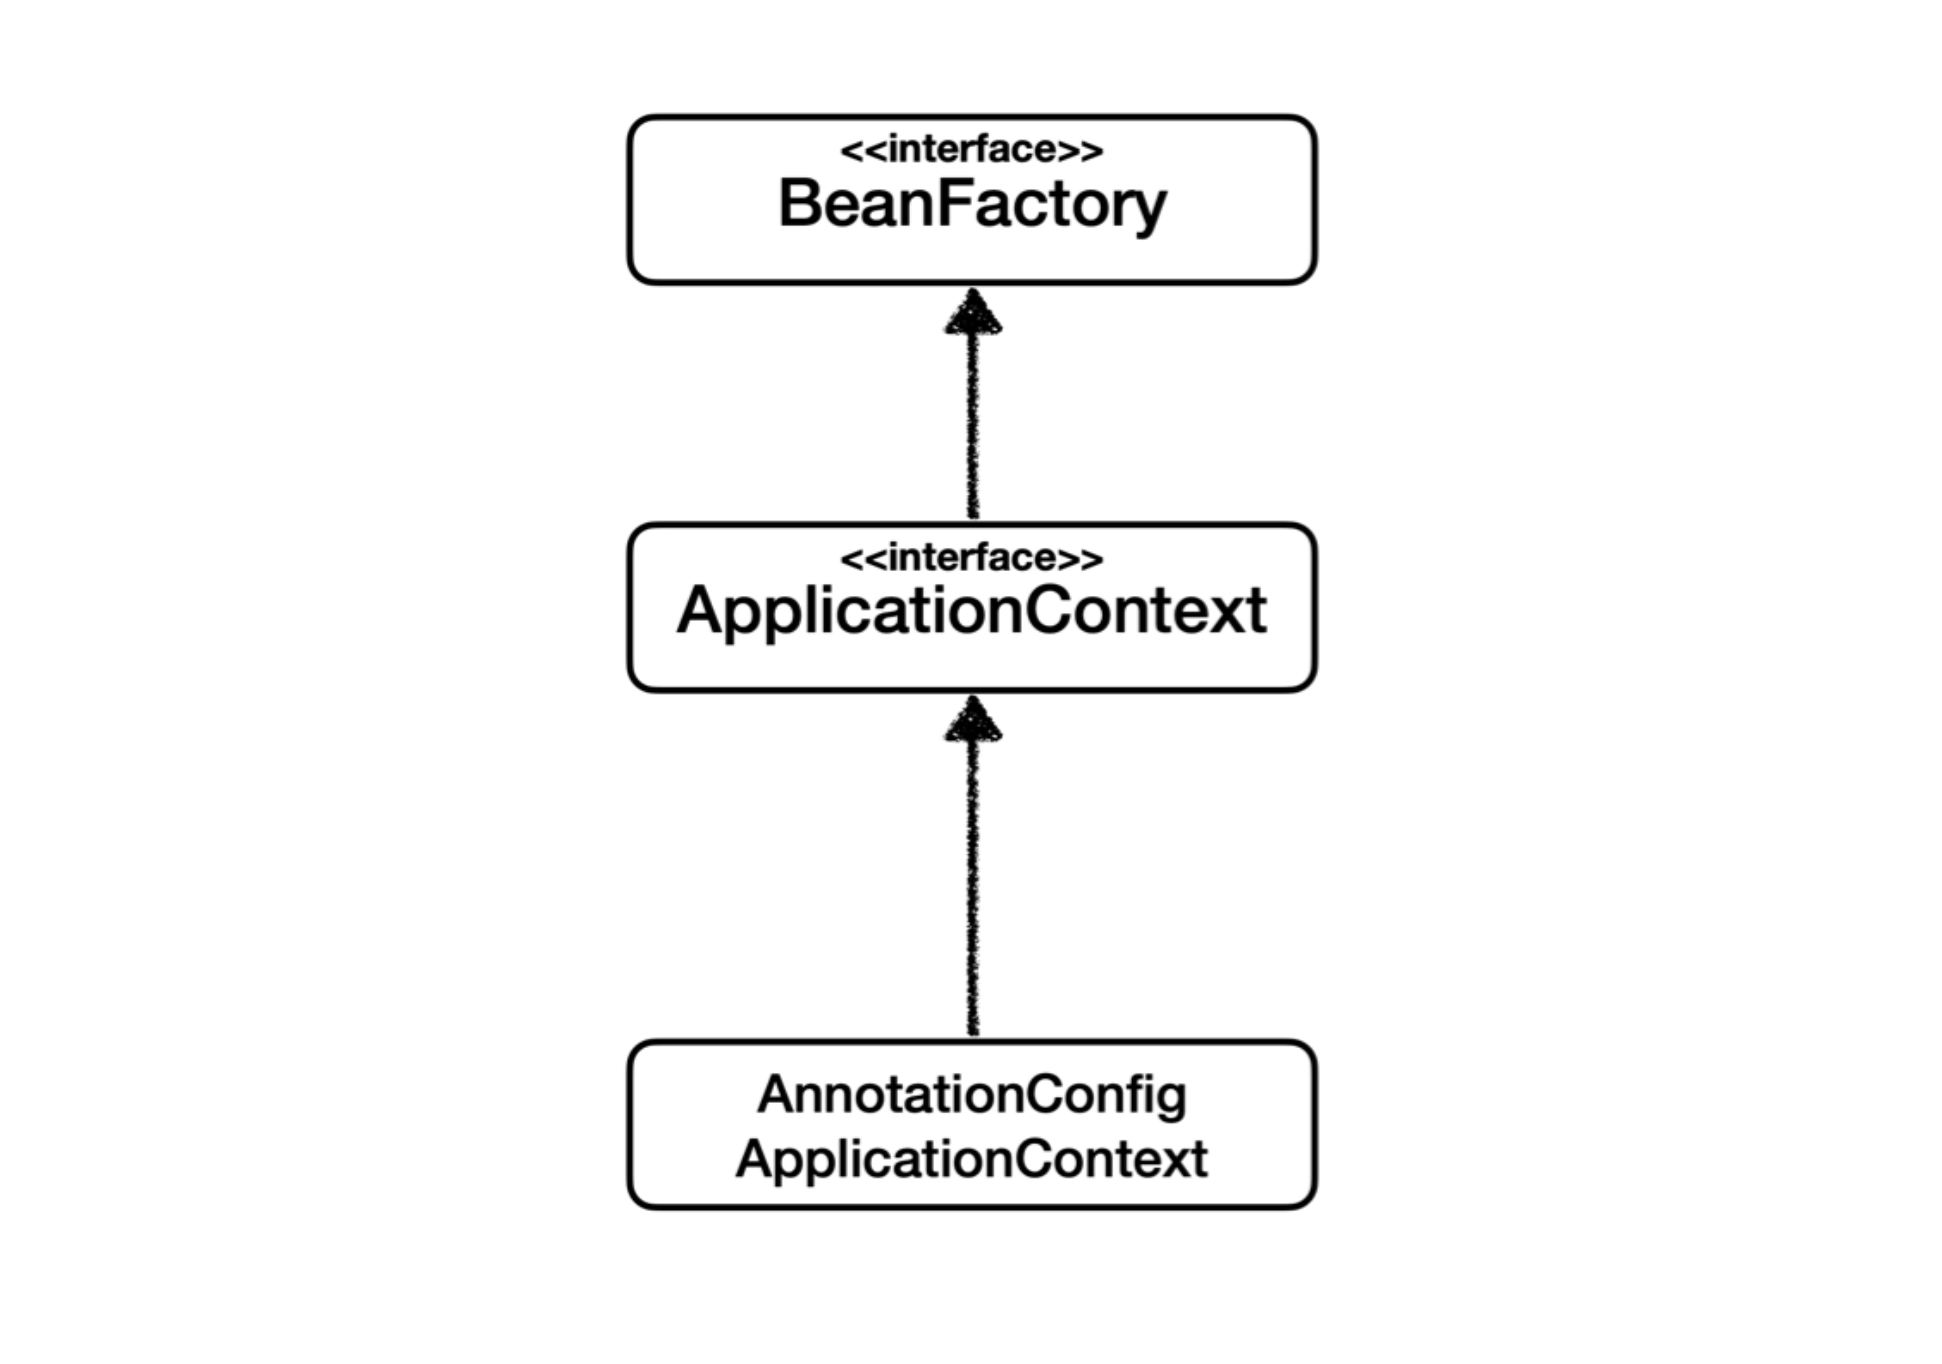 <<interface>>
BeanFactory
<<interface>>
ApplicationContext
AnnotationConfig
ApplicationContext